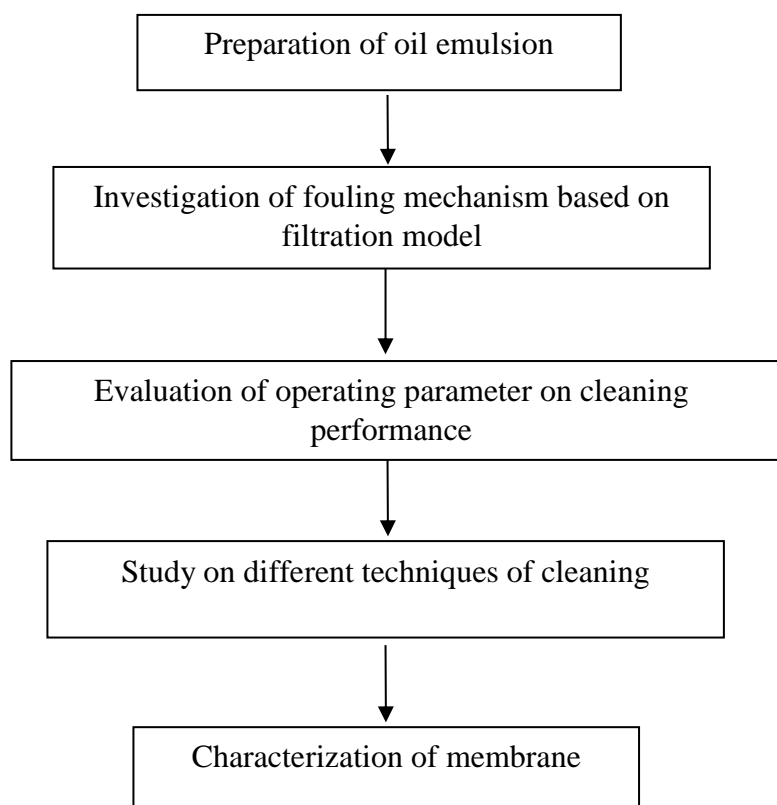 Preparation of oil emulsion
Investigation of fouling mechanism based on
filtration model
Evaluation of operating parameter on cleaning
performance
Study on different techniques of cleaning
Characterization of membrane